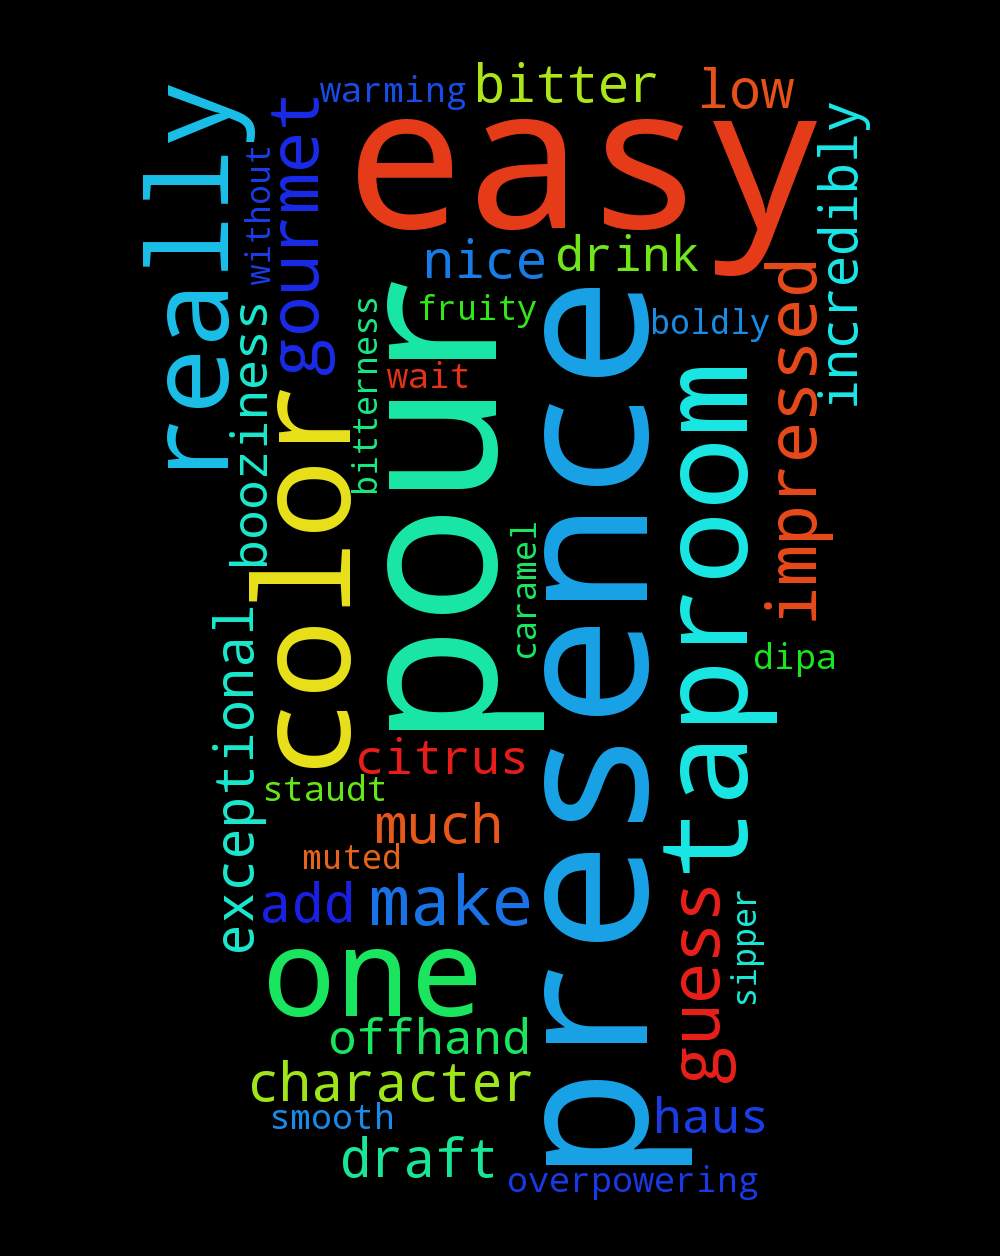 warming
bitter
low
easy
really
without
gourmet
incredibly
nice
drink
fruity
boldly
impressed
booziness
bitterness
wait
color
pour
presence
taproom
caramel
dipa
exceptional
citrus
staudt
much
muted
add
make
guess
sipper
one
offhand
character
smooth
haus
draft
overpowering